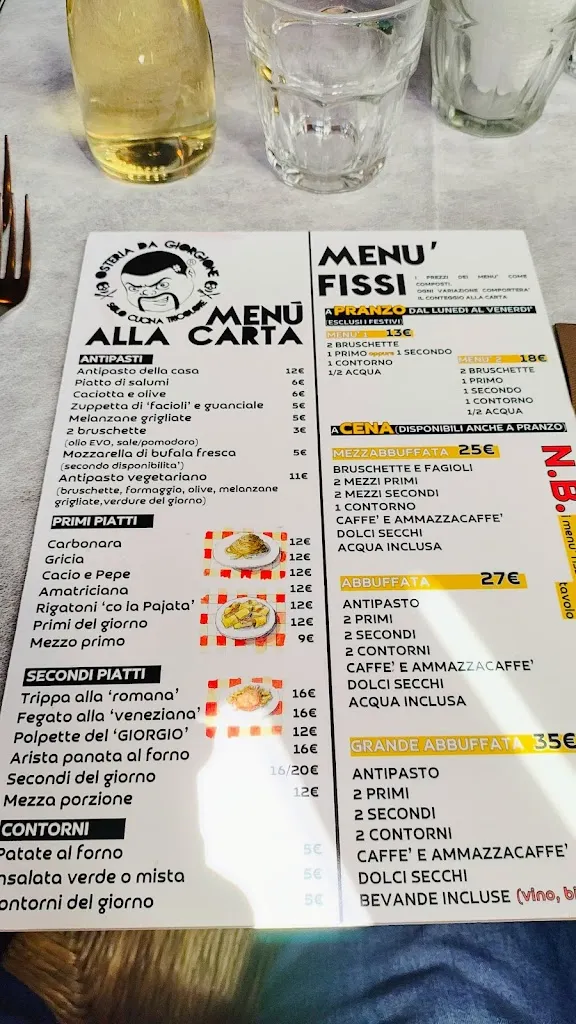 OSTERIA DA GIORGIONE
SOLO CUCINA TRICOLORE
MENÙ
ALLA CARTA
ANTIPASTI
Antipasto della casa 12€
Piatto di salumi 6€
Caciotta e olive 6€
Zuppetta di 'facioli' e guanciale 5€
Melanzane grigliate 5€
2 bruschette 3€
(olio EVO, sale/pomodoro)
Mozzarella di bufala fresca 5€
(secondo disponibilita')
Antipasto vegetariano 11€
(bruschette, formaggio, olive, melanzane
grigliate,verdure del giorno)
PRIMI PIATTI
Carbonara 12€
Gricia 12€
Cacio e Pepe 12€
Amatriciana 12€
Rigatoni 'co la Pajata' 12€
Primi del giorno 12€
Mezzo primo 9€
SECONDI PIATTI
Trippa alla 'romana' 16€
Fegato alla 'veneziana' 16€
Polpette del 'GIORGIO' 12€
Arista panata al forno 16€
Secondi del giorno 16/20€
Mezza porzione 12€
CONTORNI
Patate al forno 5€
nsalata verde o mista 5€
ontorni del giorno 5€
MENU'
FISSI
I PREZZI DEI MENU' COME
COMPOSTI.
OGNI VARIAZIONE COMPORTERA'
IL CONTEGGIO ALLA CARTA
A PRANZO DAL LUNEDI AL VENERDI'
(ESCLUSI I FESTIVI)
MENU' 1 13€
2 BRUSCHETTE
1 PRIMO oppure 1 SECONDO
1 CONTORNO
1/2 ACQUA
MENU' 2 18€
2 BRUSCHETTE
1 PRIMO
1 SECONDO
1 CONTORNO
1/2 ACQUA
A CENA (DISPONIBILI ANCHE A PRANZO)
MEZZABBUFFATA 25€
BRUSCHETTE E FAGIOLI
2 MEZZI PRIMI
2 MEZZI SECONDI
1 CONTORNO
CAFFE' E AMMAZZACAFFE'
DOLCI SECCHI
ACQUA INCLUSA
ABBUFFATA 27€
ANTIPASTO
2 PRIMI
2 SECONDI
2 CONTORNI
CAFFE' E AMMAZZACAFFE'
DOLCI SECCHI
ACQUA INCLUSA
GRANDE ABBUFFATA 35€
ANTIPASTO
2 PRIMI
2 SECONDI
2 CONTORNI
CAFFE' E AMMAZZACAFFE'
DOLCI SECCHI
BEVANDE INCLUSE (vino, bi
N.B.
i menu
tavolo